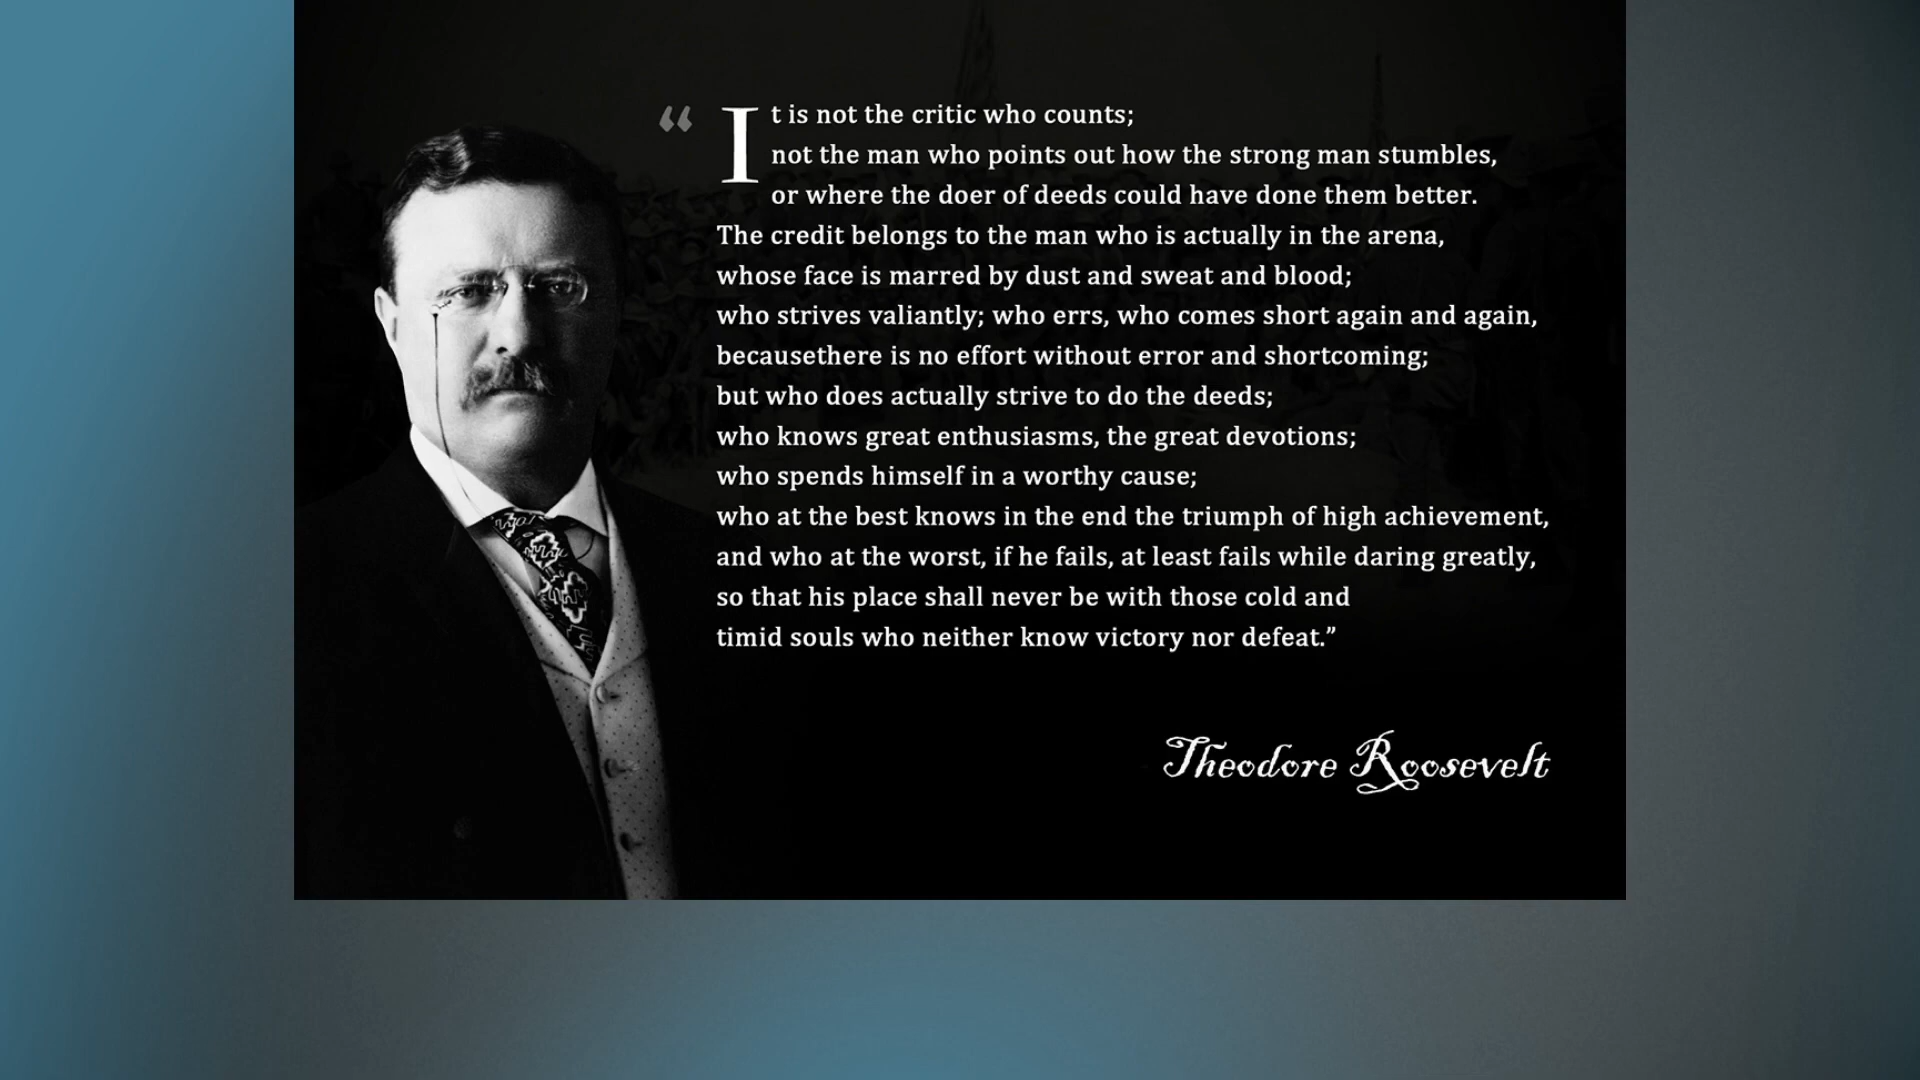 “It is not the critic who counts;
not the man who points out how the strong man stumbles,
or where the doer of deeds could have done them better.
The credit belongs to the man who is actually in the arena,
whose face is marred by dust and sweat and blood;
who strives valiantly; who errs, who comes short again and again,
becausethere is no effort without error and shortcoming;
but who does actually strive to do the deeds;
who knows great enthusiasms, the great devotions;
who spends himself in a worthy cause;
who at the best knows in the end the triumph of high achievement,
and who at the worst, if he fails, at least fails while daring greatly,
so that his place shall never be with those cold and
timid souls who neither know victory nor defeat.”
Theodore Roosevelt